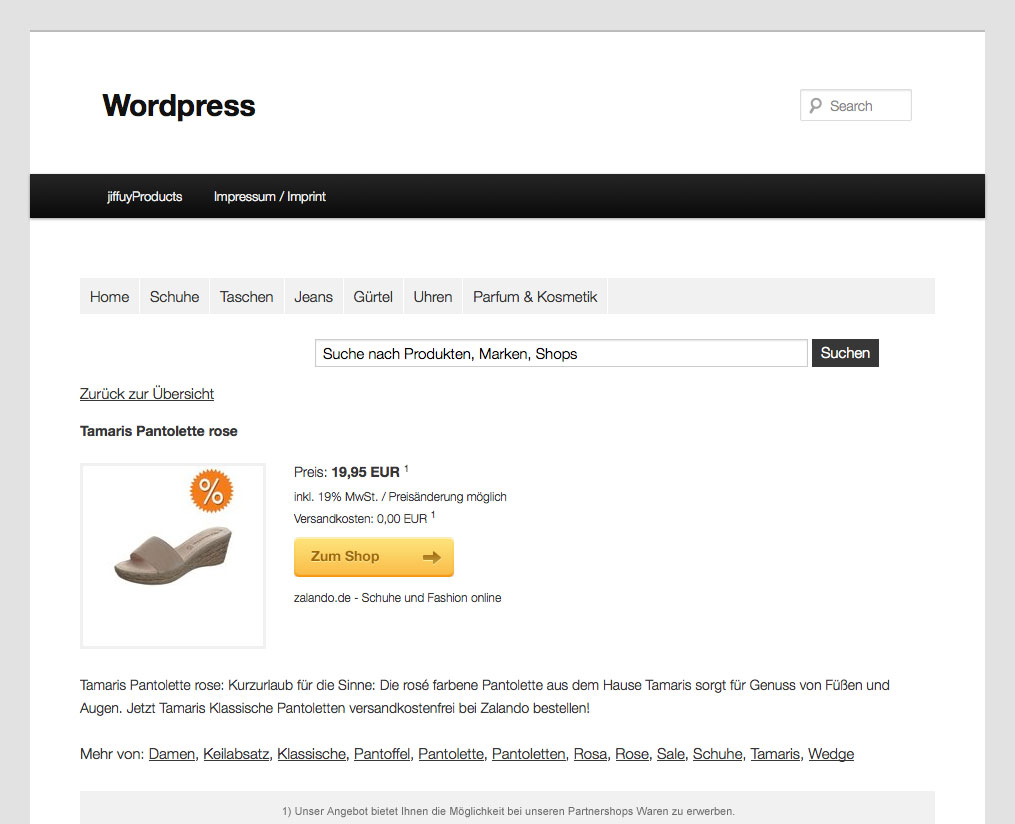 Wordpress
Search
jiffuyProducts Impressum / Imprint
Home Schuhe Taschen Jeans Gürtel Uhren Parfum & Kosmetik
Suche nach Produkten, Marken, Shops Suchen
Zurück zur Übersicht
Tamaris Pantolette rose
%
Preis: 19,95 EUR 1
inkl. 19% MwSt. / Preisänderung möglich
Versandkosten: 0,00 EUR 1
Zum Shop
zalando.de - Schuhe und Fashion online
Tamaris Pantolette rose: Kurzurlaub für die Sinne: Die rosé farbene Pantolette aus dem Hause Tamaris sorgt für Genuss von Füßen und
Augen. Jetzt Tamaris Klassische Pantoletten versandkostenfrei bei Zalando bestellen!
Mehr von: Damen, Keilabsatz, Klassische, Pantoffel, Pantolette, Pantoletten, Rosa, Rose, Sale, Schuhe, Tamaris, Wedge
1) Unser Angebot bietet Ihnen die Möglichkeit bei unseren Partnershops Waren zu erwerben.